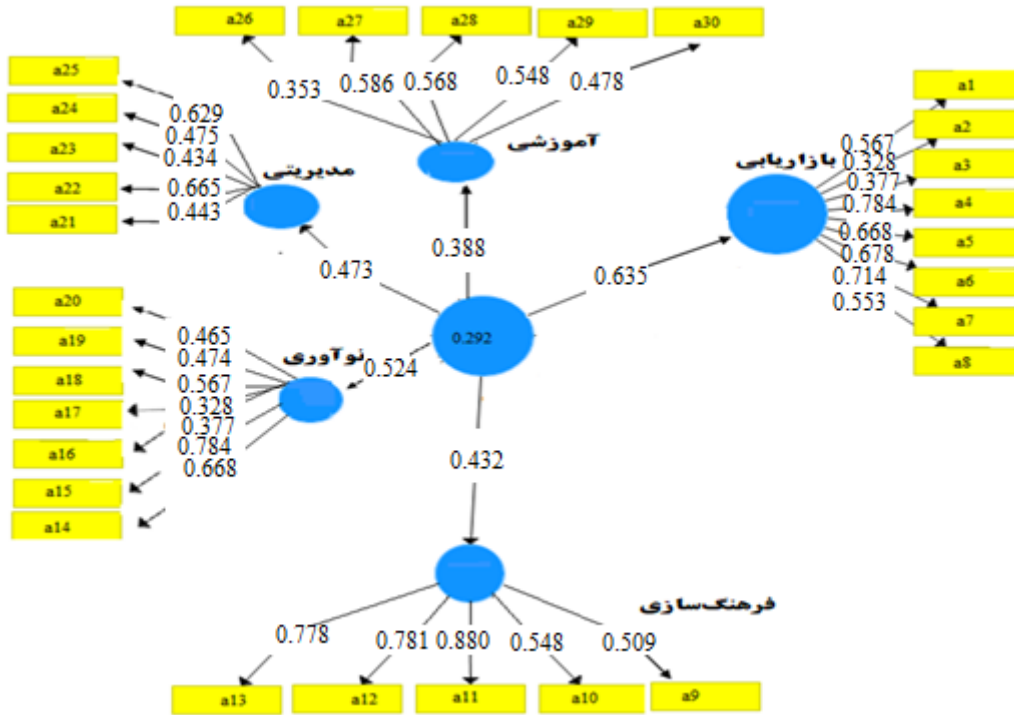 a26
a27
a28
a29
a30
0.353
0.586
0.568
0.548
0.478
آموزشی
a25
a24
a23
a22
a21
0.629
0.475
0.434
0.665
0.443
مدیریتی
a1
a2
a3
a4
a5
a6
a7
a8
0.567
0.328
0.377
0.784
0.668
0.678
0.714
0.553
بازاریابی
0.473
0.388
0.635
0.292
0.524
0.432
a20
a19
a18
a17
a16
a15
a14
0.465
0.474
0.567
0.328
0.377
0.784
0.668
نوآوری
فرهنگ‌سازی
0.778
0.781
0.880
0.548
0.509
a13
a12
a11
a10
a9